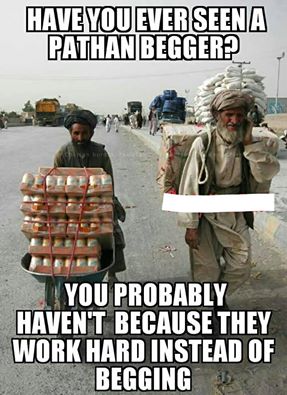 HAVE YOU EVER SEEN A
PATHAN BEGGER?
YOU PROBABLY
HAVEN'T BECAUSE THEY
WORK HARD INSTEAD OF
BEGGING